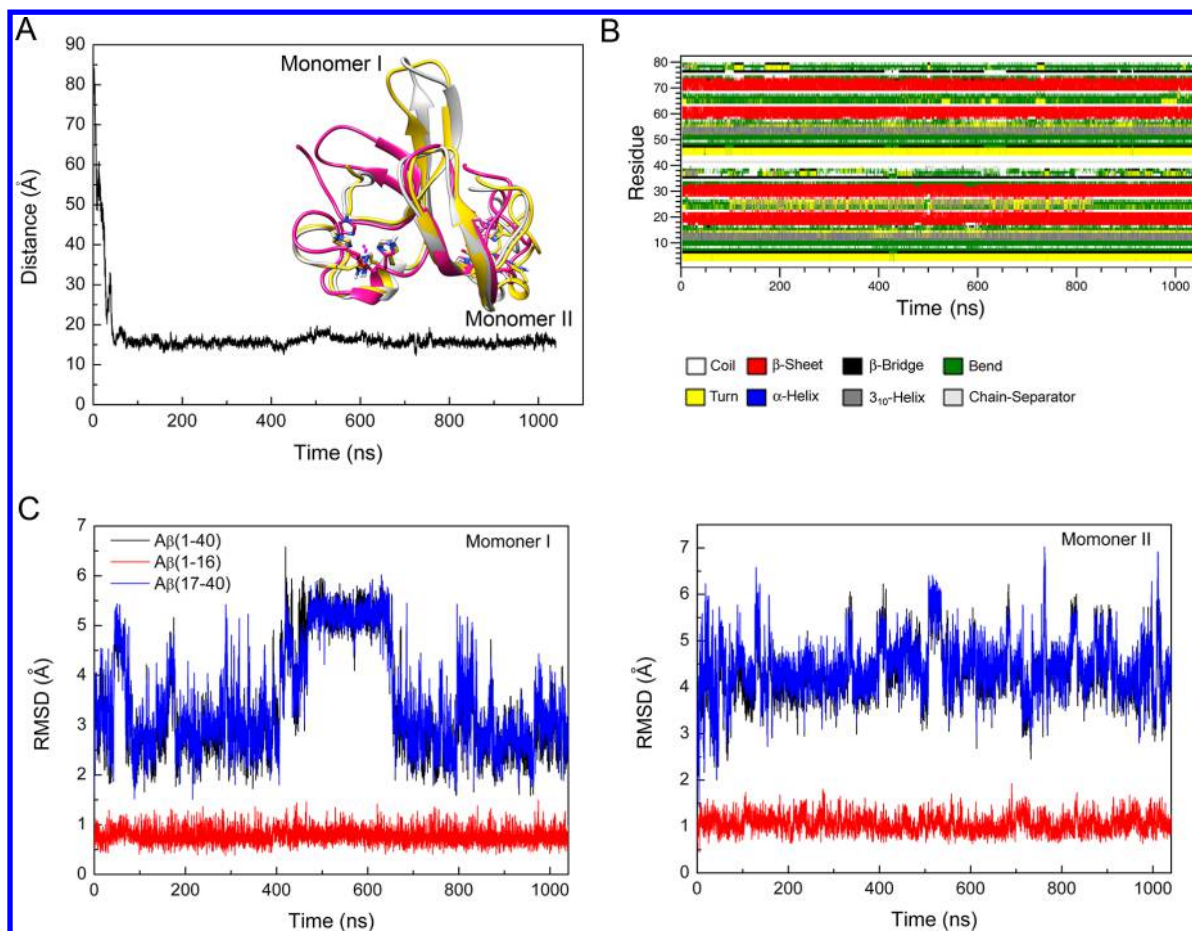 A
90
80
70
60
50
40
30
20
10
0
Distance (Å)
0 200 400 600 800 1000
Time (ns)
Monomer I
Monomer II
B
80
70
60
50
40
30
20
10
Residue
0 200 400 600 800 1000
Time (ns)
Coil β-Sheet β-Bridge Bend
Turn α-Helix 3₁₀-Helix Chain-Separator
C
7
6
5
4
3
2
1
0
RMSD (Å)
Aβ(1-40)
Aβ(1-16)
Aβ(17-40)
Momoner I
0 200 400 600 800 1000
Time (ns)
7
6
5
4
3
2
1
0
RMSD (Å)
Momoner II
0 200 400 600 800 1000
Time (ns)